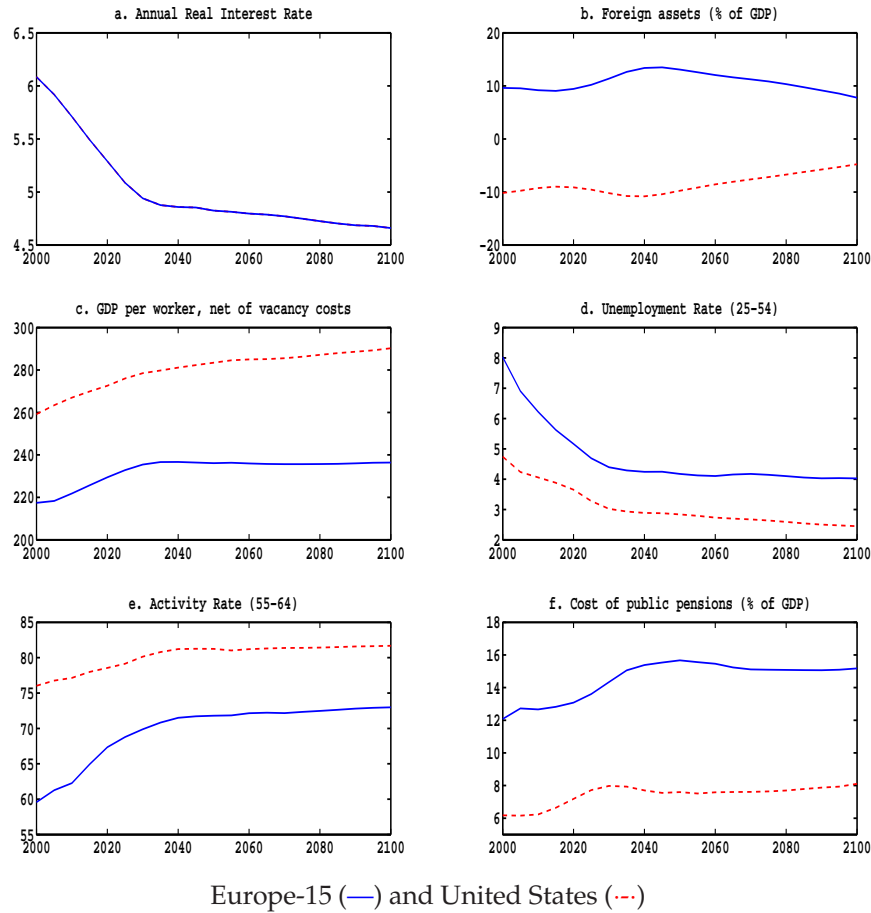 a. Annual Real Interest Rate
6.5
6
5.5
5
4.5
2000 2020 2040 2060 2080 2100
b. Foreign assets (% of GDP)
20
10
0
−10
−20
2000 2020 2040 2060 2080 2100
c. GDP per worker, net of vacancy costs
300
280
260
240
220
200
2000 2020 2040 2060 2080 2100
d. Unemployment Rate (25−54)
9
8
7
6
5
4
3
2
2000 2020 2040 2060 2080 2100
e. Activity Rate (55−64)
85
80
75
70
65
60
55
2000 2020 2040 2060 2080 2100
f. Cost of public pensions (% of GDP)
18
16
14
12
10
8
6
2000 2020 2040 2060 2080 2100
Europe-15 (—) and United States (--)